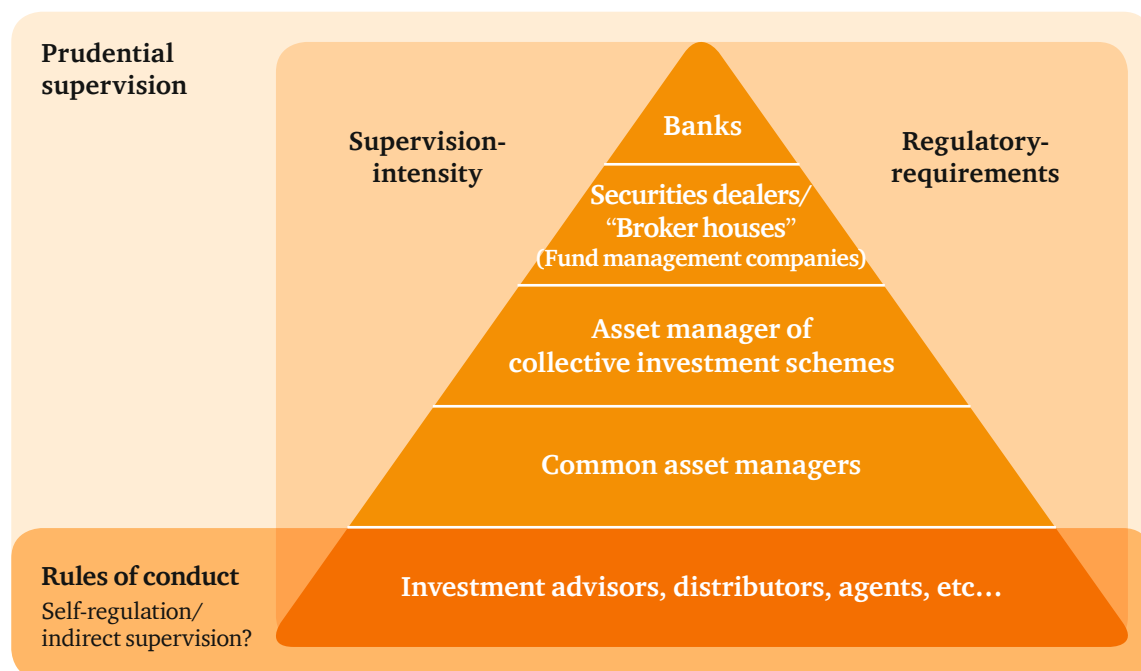 Prudential
supervision
Supervision-
intensity
Regulatory-
requirements
Banks
Securities dealers/
“Broker houses”
(Fund management companies)
Asset manager of
collective investment schemes
Common asset managers
Rules of conduct
Self-regulation/
indirect supervision?
Investment advisors, distributors, agents, etc…